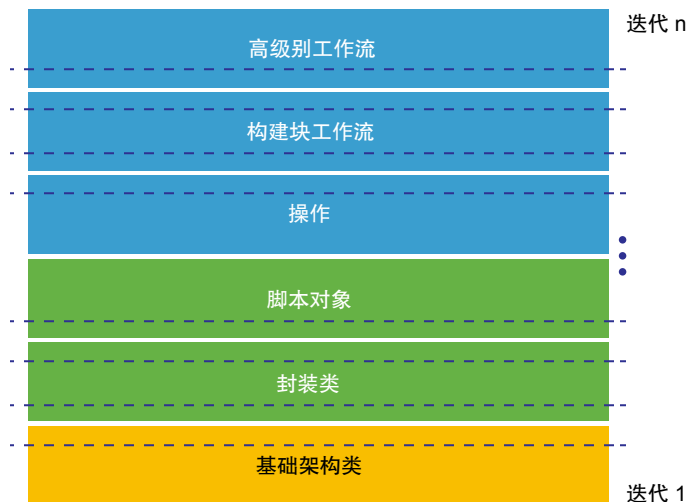 迭代 n
高级别工作流
构建块工作流
操作
脚本对象
封装类
基础架构类
迭代 1